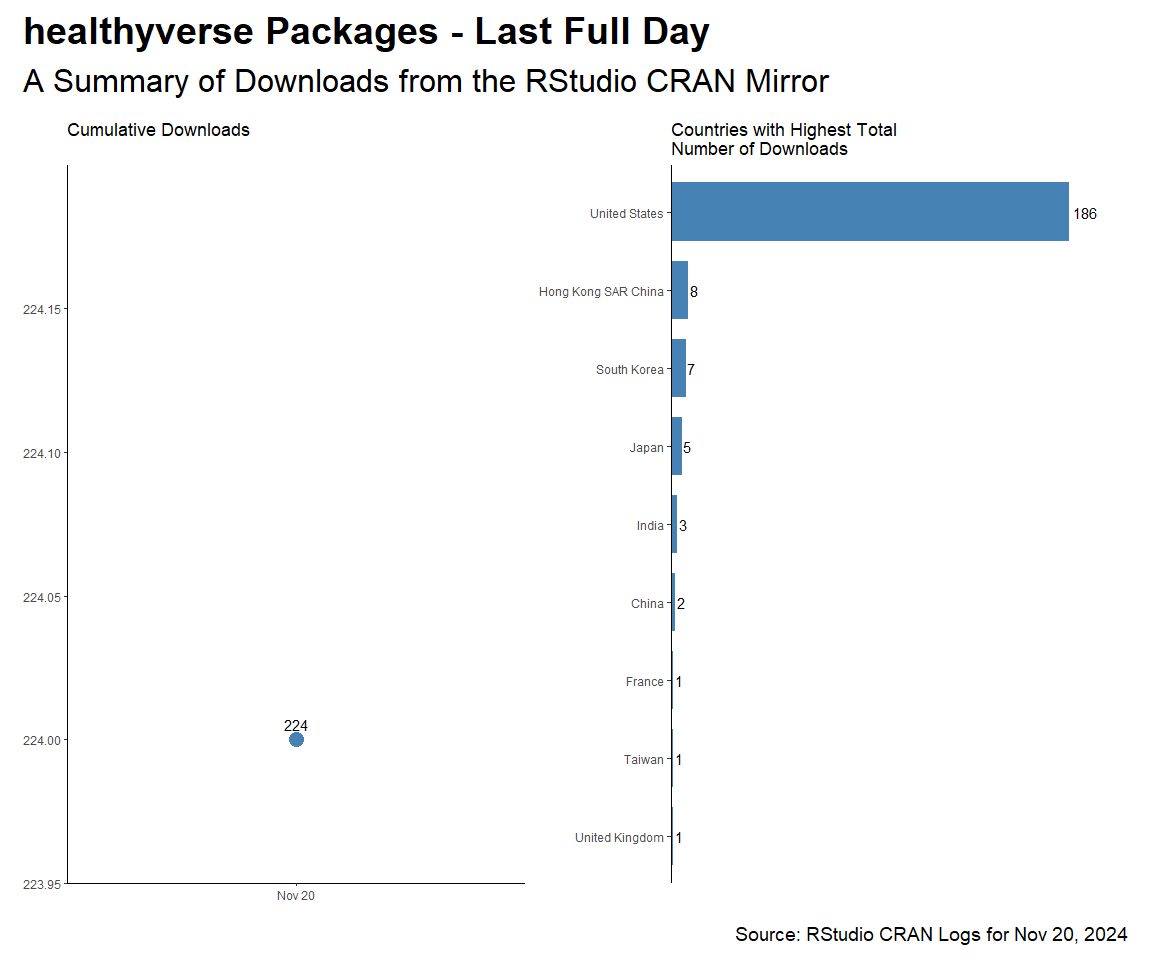 healthyverse Packages - Last Full Day
A Summary of Downloads from the RStudio CRAN Mirror
Cumulative Downloads
224.15
224.10
224.05
224.00
223.95
224
Nov 20
Countries with Highest Total
Number of Downloads
United States 186
Hong Kong SAR China 8
South Korea 7
Japan 5
India 3
China 2
France 1
Taiwan 1
United Kingdom 1
Source: RStudio CRAN Logs for Nov 20, 2024